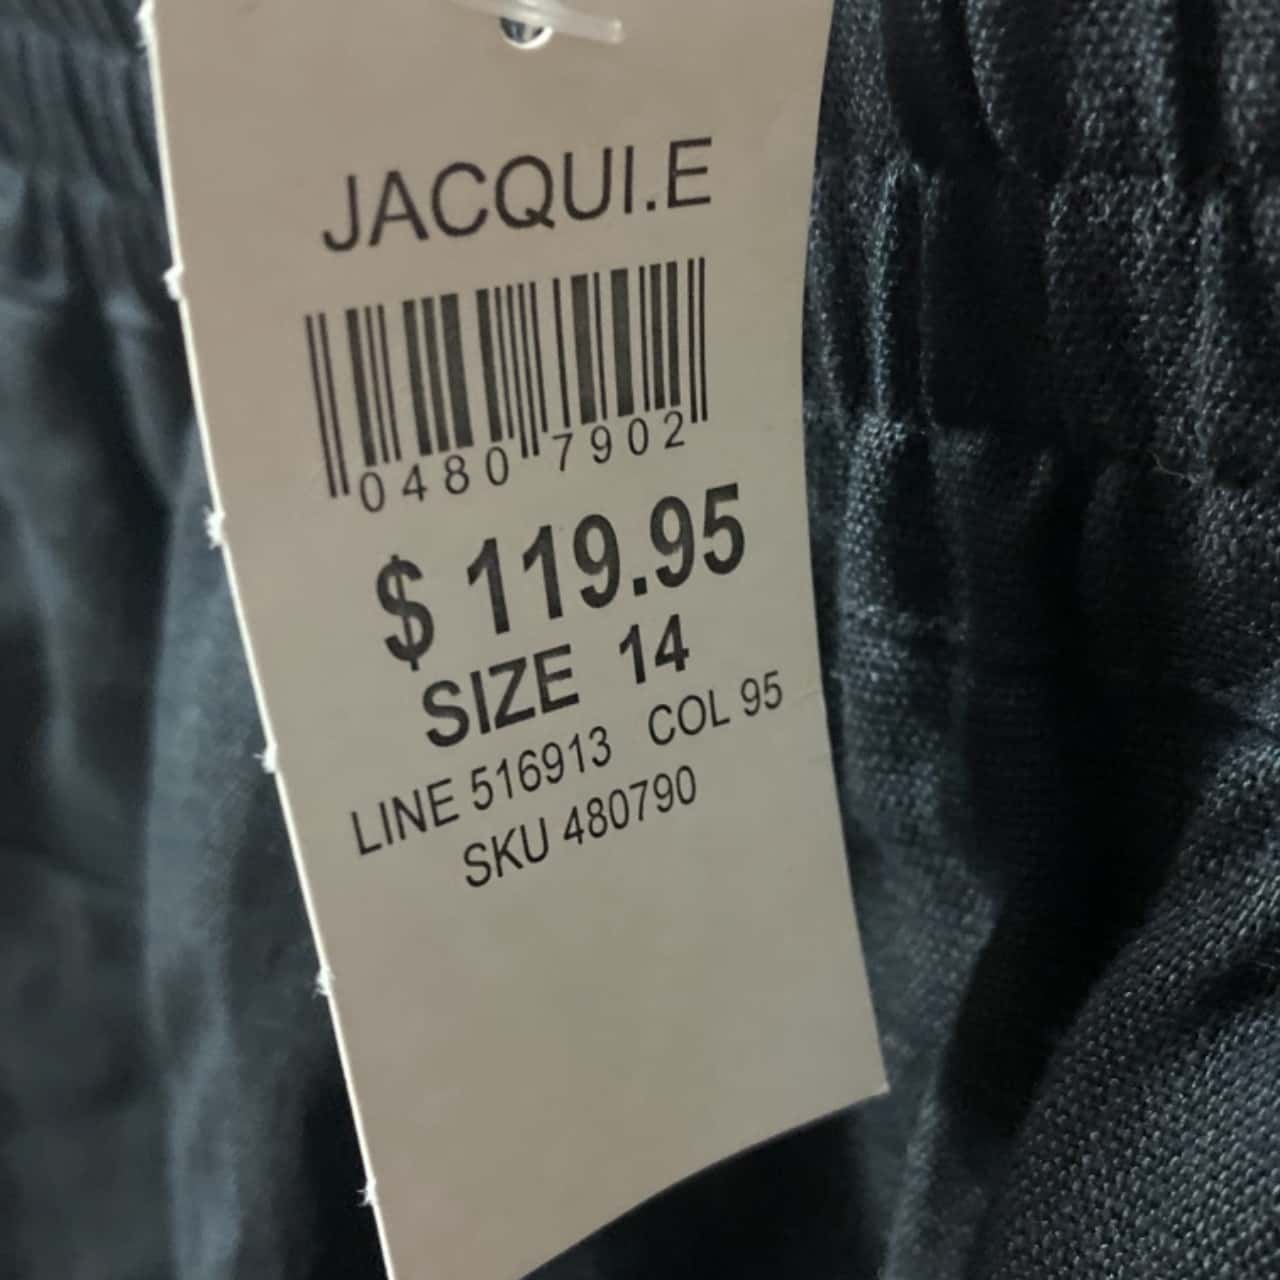 JACQUI.E
0480 7902
$ 119.95
SIZE 14
LINE 516913 COL 95
SKU 480790